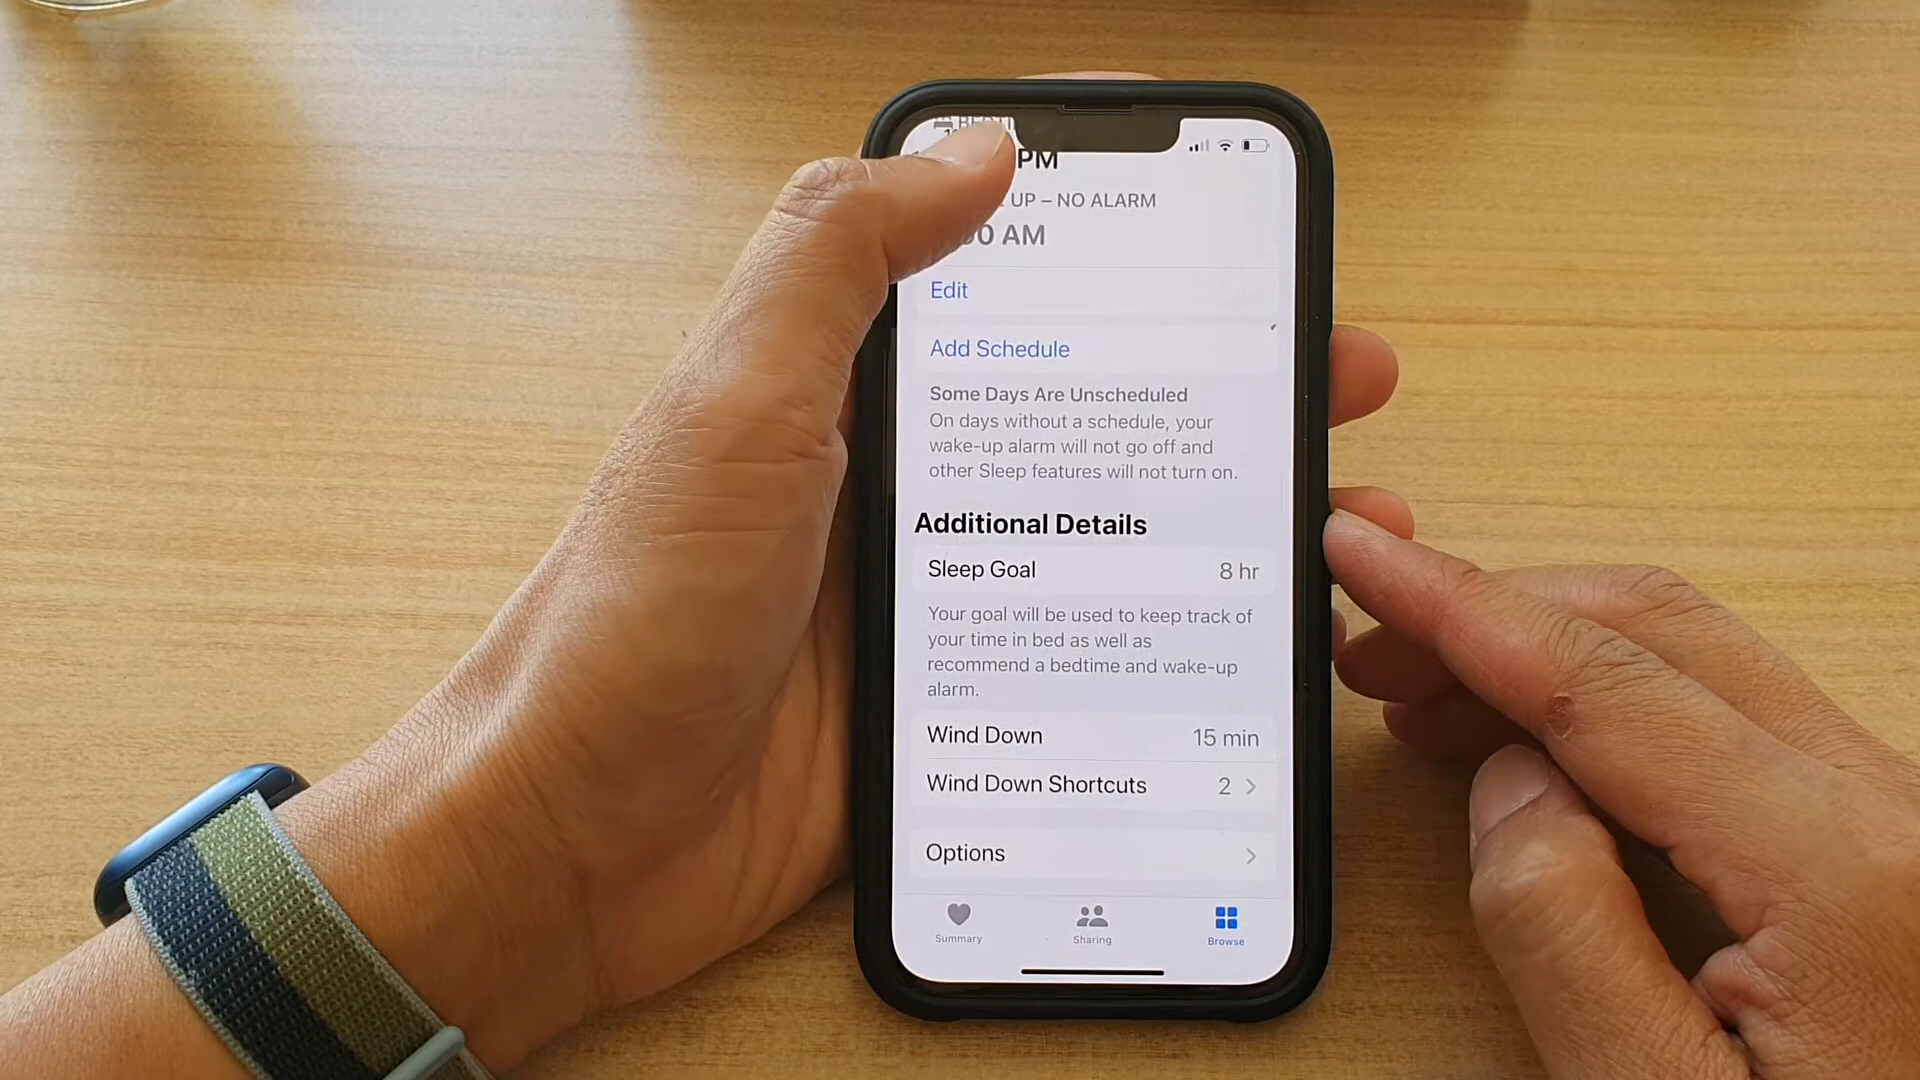 PM
UP – NO ALARM
00 AM
Edit
Add Schedule
Some Days Are Unscheduled
On days without a schedule, your
wake-up alarm will not go off and
other Sleep features will not turn on.
Additional Details
Sleep Goal 8 hr
Your goal will be used to keep track of
your time in bed as well as
recommend a bedtime and wake-up
alarm.
Wind Down 15 min
Wind Down Shortcuts 2
Options
Summary Sharing Browse